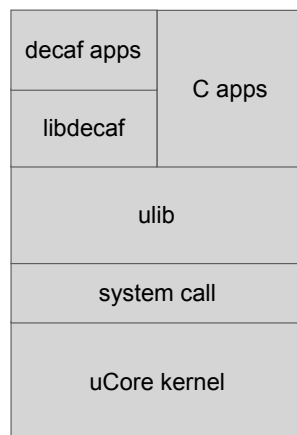 decaf apps
C apps
libdecaf
ulib
system call
uCore kernel